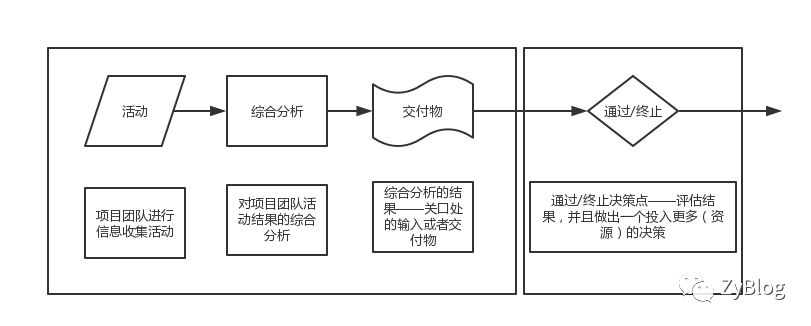 活动
综合分析
交付物
通过/终止
项目团队进行
信息收集活动
对项目团队活
动结果的综合
分析
综合分析的结
果——关口处
的输入或者交
付物
通过/终止决策点——评估结
果，并且做出一个投入更多（资
源）的决策
ZyBlog